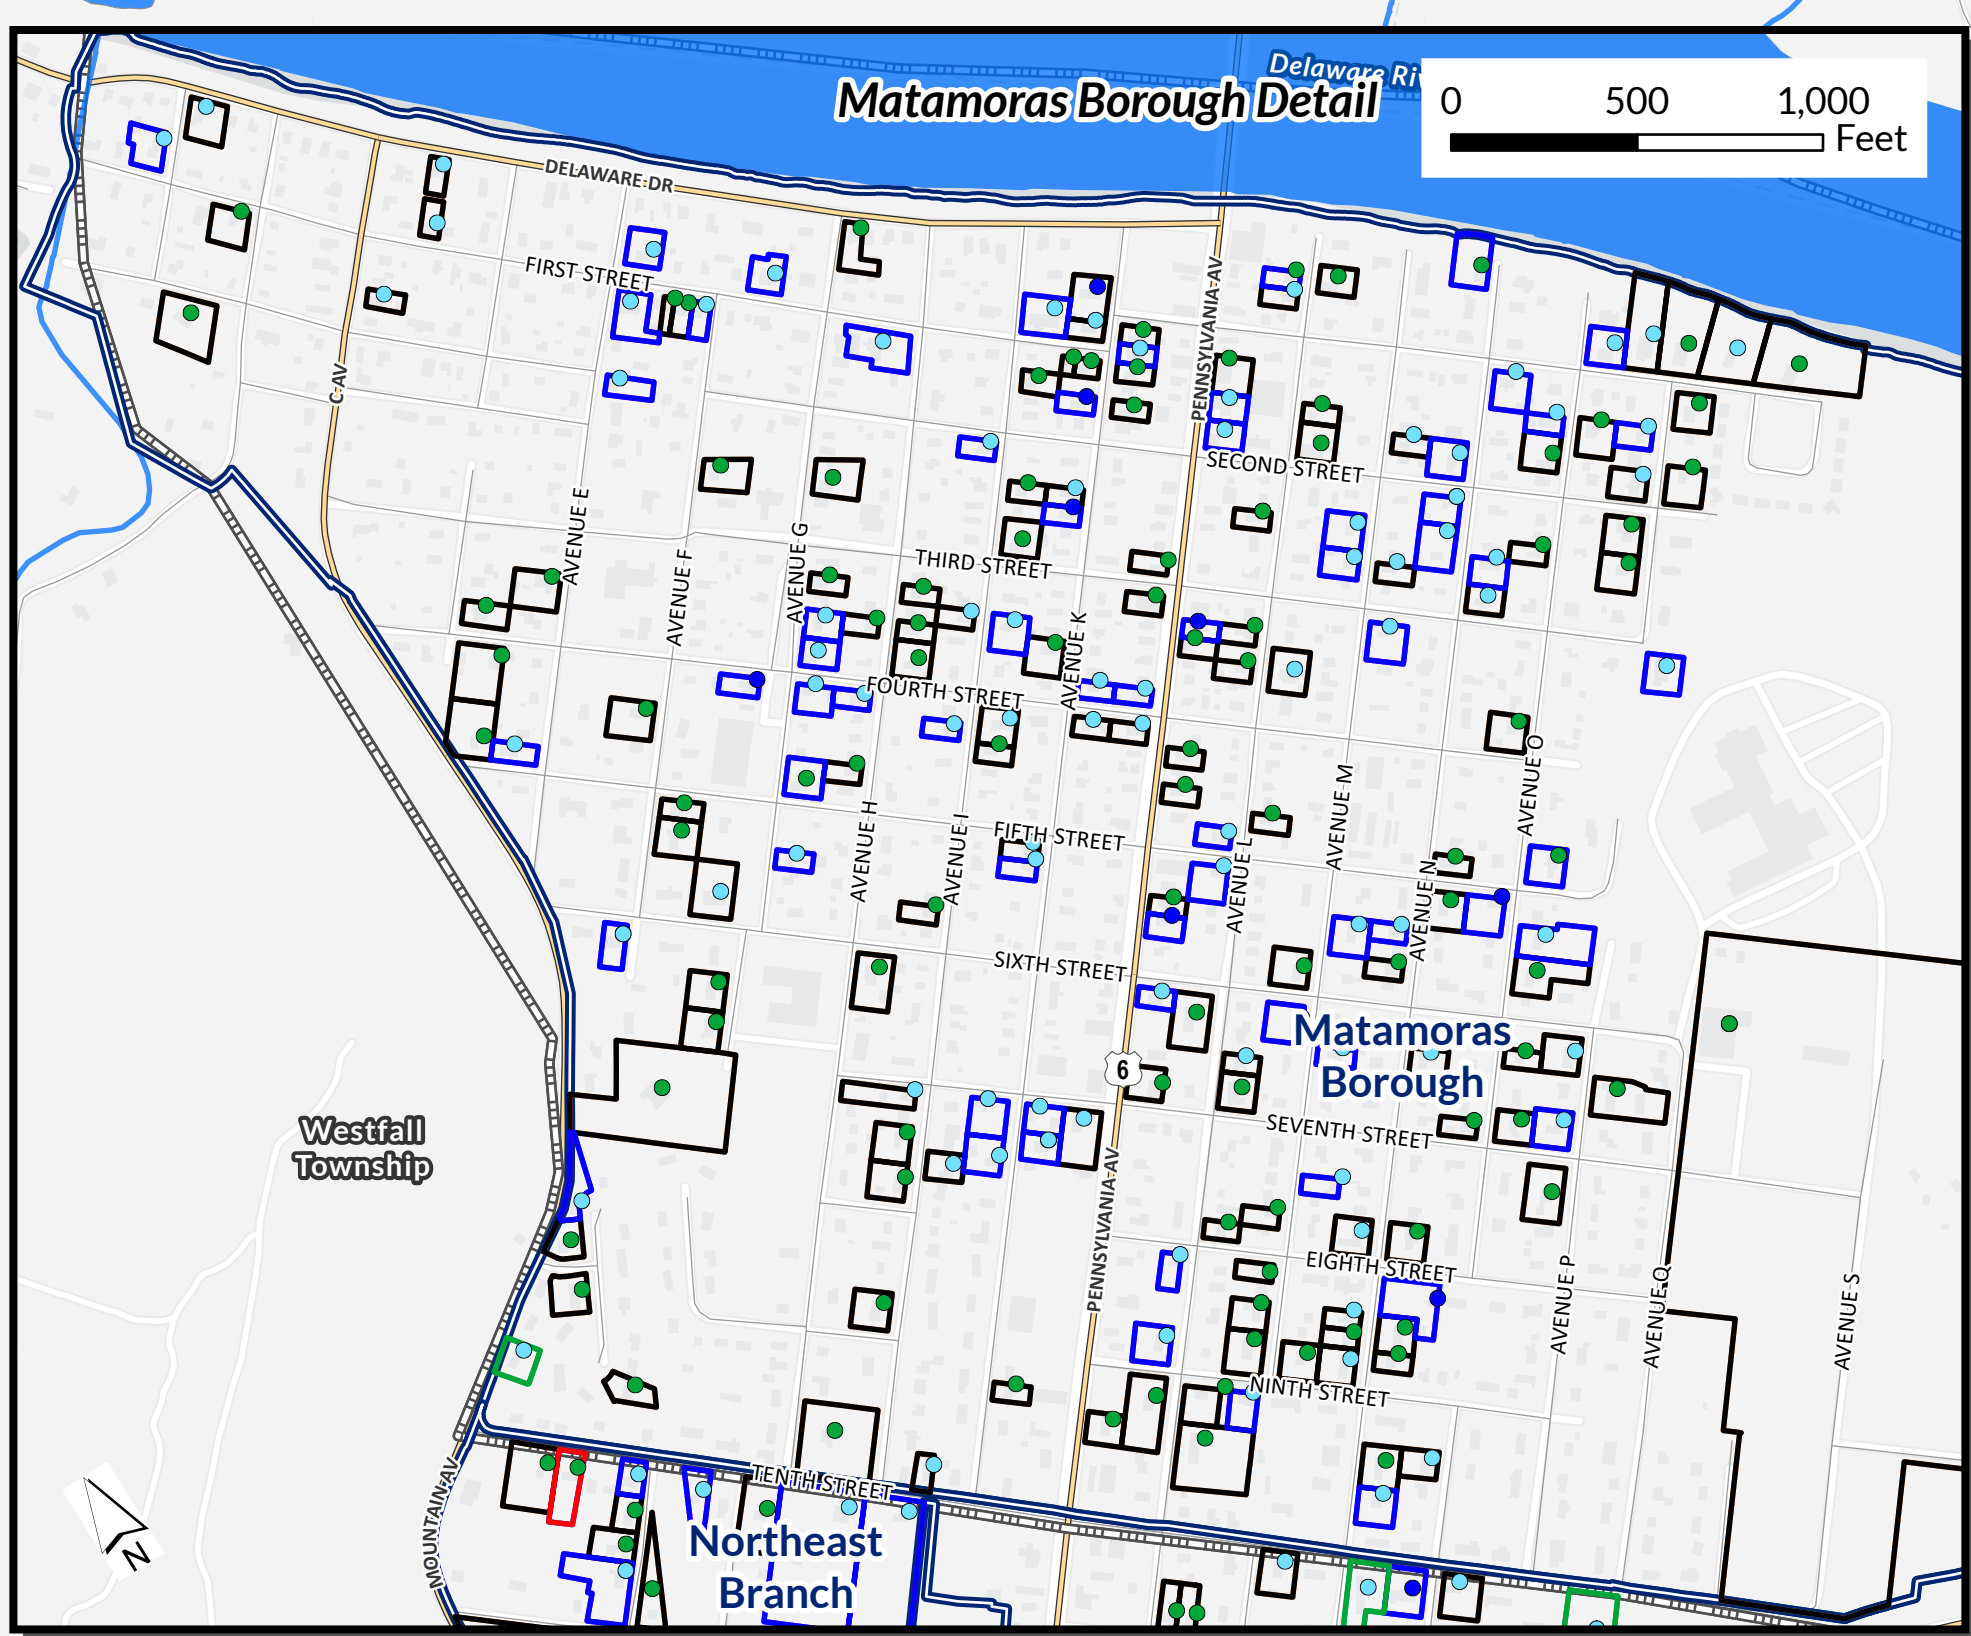 Delaware Riv
Matamoras Borough Detail
0 500 1,000
Feet
DELAWARE DR
FIRST STREET
C AV
PENNSYLVANIA AV
SECOND STREET
AVENUE E
AVENUE F
AVENUE G
THIRD STREET
AVENUE K
FOURTH STREET
AVENUE O
AVENUE M
AVENUE H
AVENUE I
FIFTH STREET
AVENUE L
AVENUE N
SIXTH STREET
Matamoras
Borough
6
Westfall
Township
SEVENTH STREET
PENNSYLVANIA AV
EIGHTH STREET
AVENUE P
AVENUE Q
AVENUE S
NINTH STREET
MOUNTAIN AV
TENTH STREET
N
Northeast
Branch